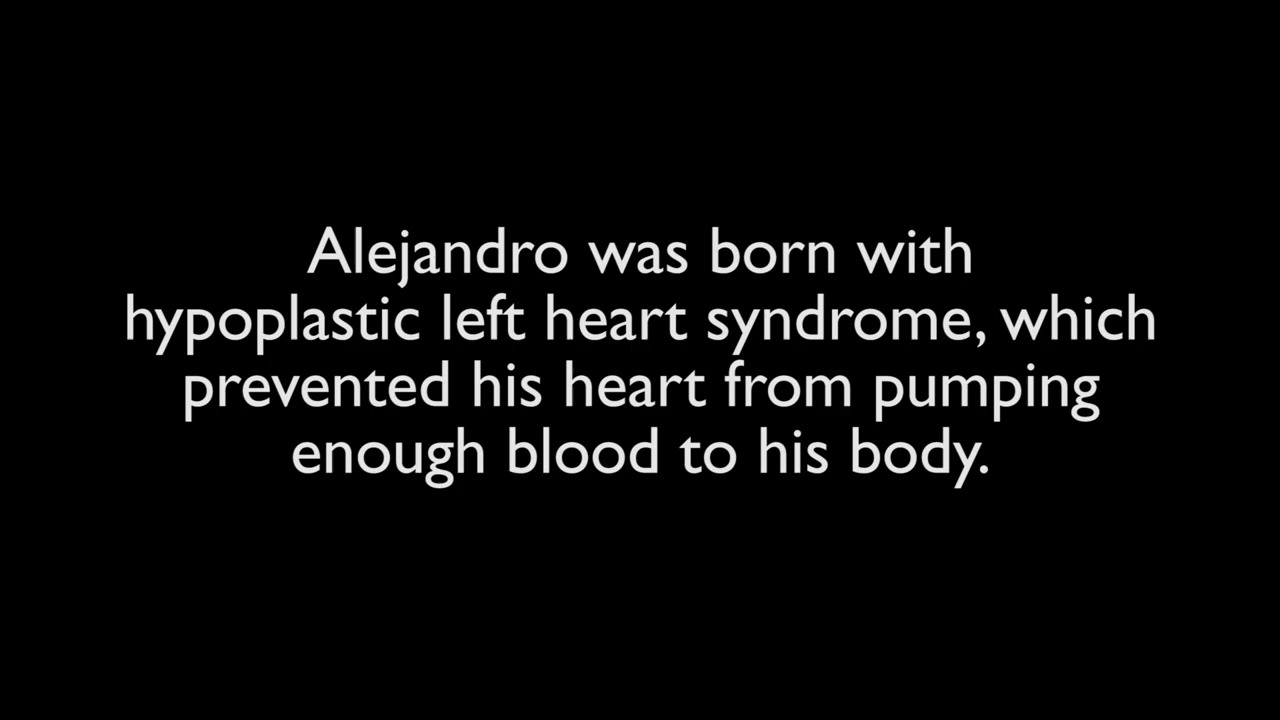 Alejandro was born with
hypoplastic left heart syndrome, which
prevented his heart from pumping
enough blood to his body.